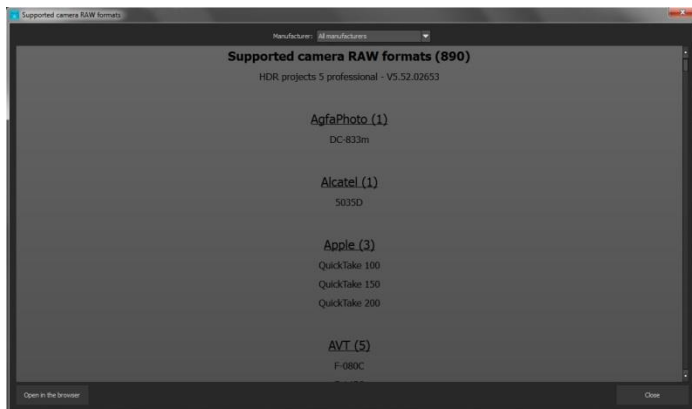 Supported camera RAW formats
Manufacturer: All manufacturers
Supported camera RAW formats (890)
HDR projects 5 professional - V5.52.02653
AgfaPhoto (1)
DC-833m
Alcatel (1)
5035D
Apple (3)
QuickTake 100
QuickTake 150
QuickTake 200
AVT (5)
F-080C
Open in the browser
Close